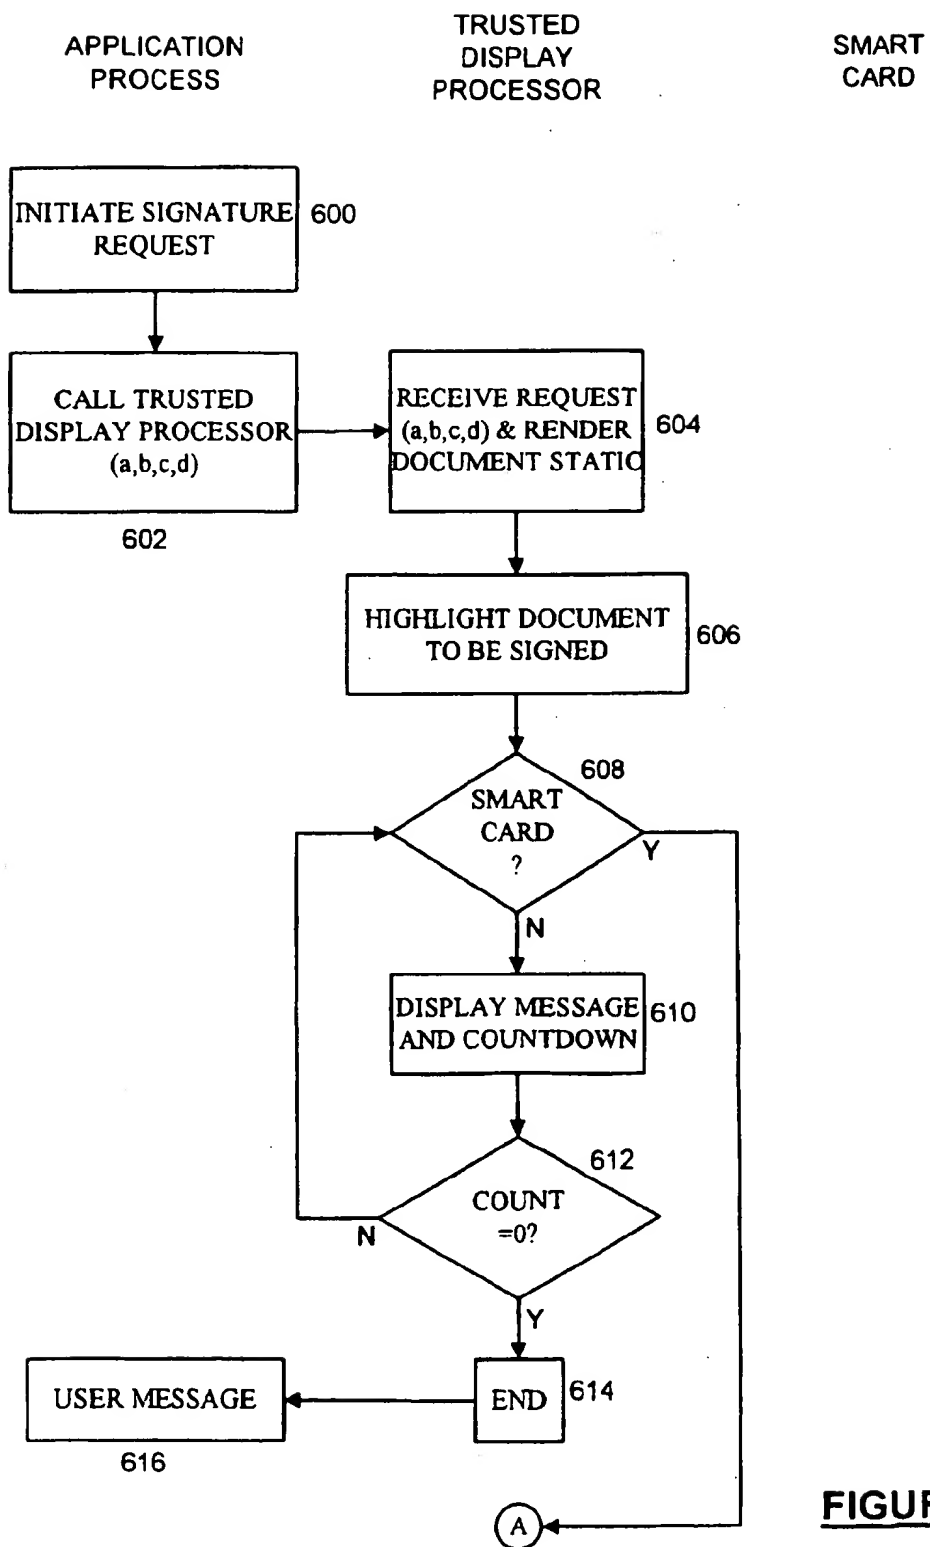 APPLICATION
PROCESS
TRUSTED
DISPLAY
PROCESSOR
SMART
CARD
INITIATE SIGNATURE
REQUEST
600
CALL TRUSTED
DISPLAY PROCESSOR
(a,b,c,d)
602
RECEIVE REQUEST
(a,b,c,d) & RENDER
DOCUMENT STATIC
604
HIGHLIGHT DOCUMENT
TO BE SIGNED
606
608
SMART
CARD
?
Y
N
DISPLAY MESSAGE
AND COUNTDOWN
610
612
COUNT
=0?
N
Y
END
614
USER MESSAGE
616
A